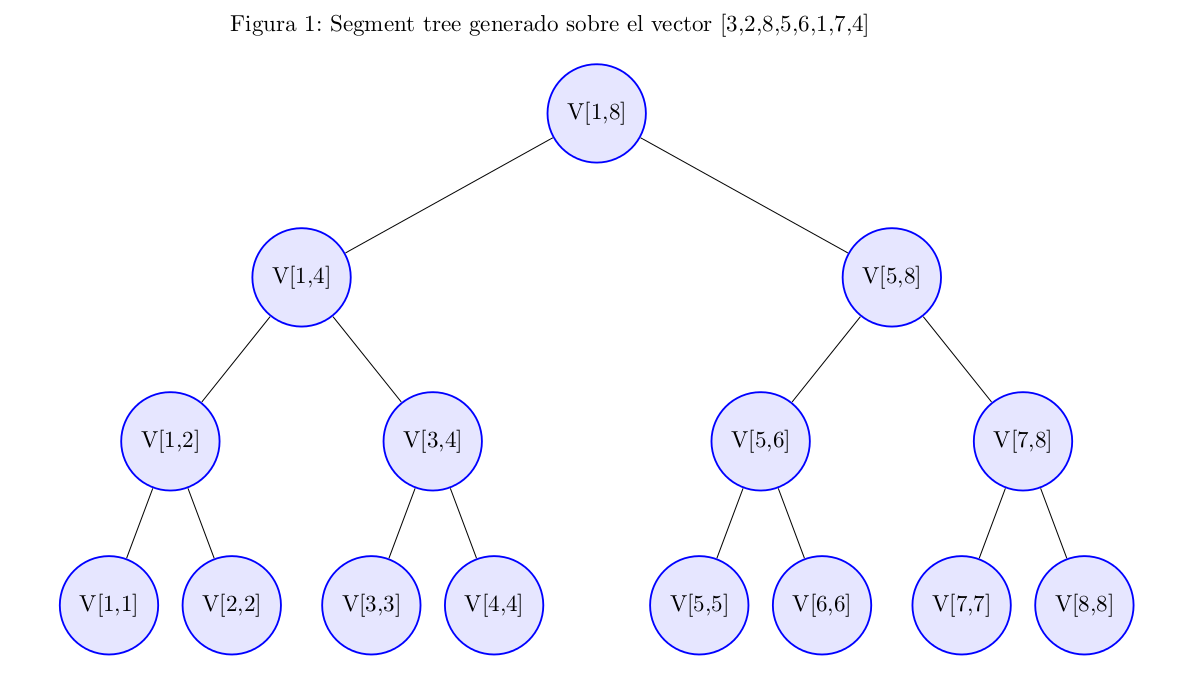 Figura 1: Segment tree generado sobre el vector [3,2,8,5,6,1,7,4]
V[1,8]
V[1,4] V[5,8]
V[1,2] V[3,4] V[5,6] V[7,8]
V[1,1] V[2,2] V[3,3] V[4,4] V[5,5] V[6,6] V[7,7] V[8,8]